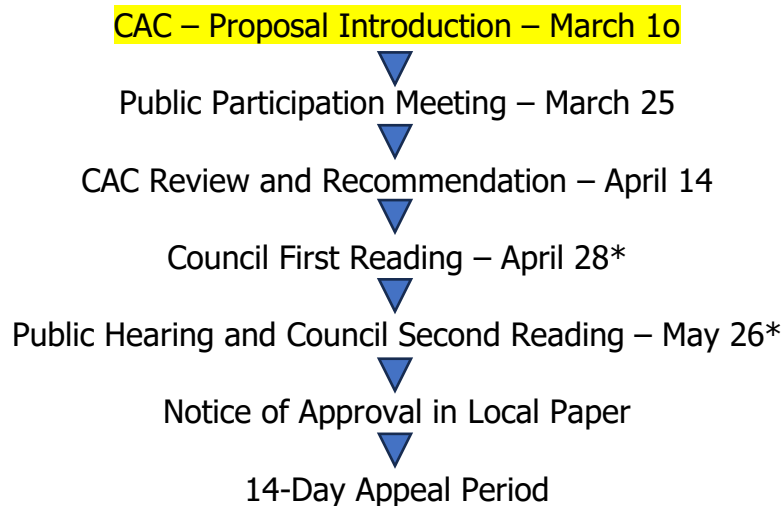 CAC – Proposal Introduction – March 1o
Public Participation Meeting – March 25
CAC Review and Recommendation – April 14
Council First Reading – April 28*
Public Hearing and Council Second Reading – May 26*
Notice of Approval in Local Paper
14-Day Appeal Period